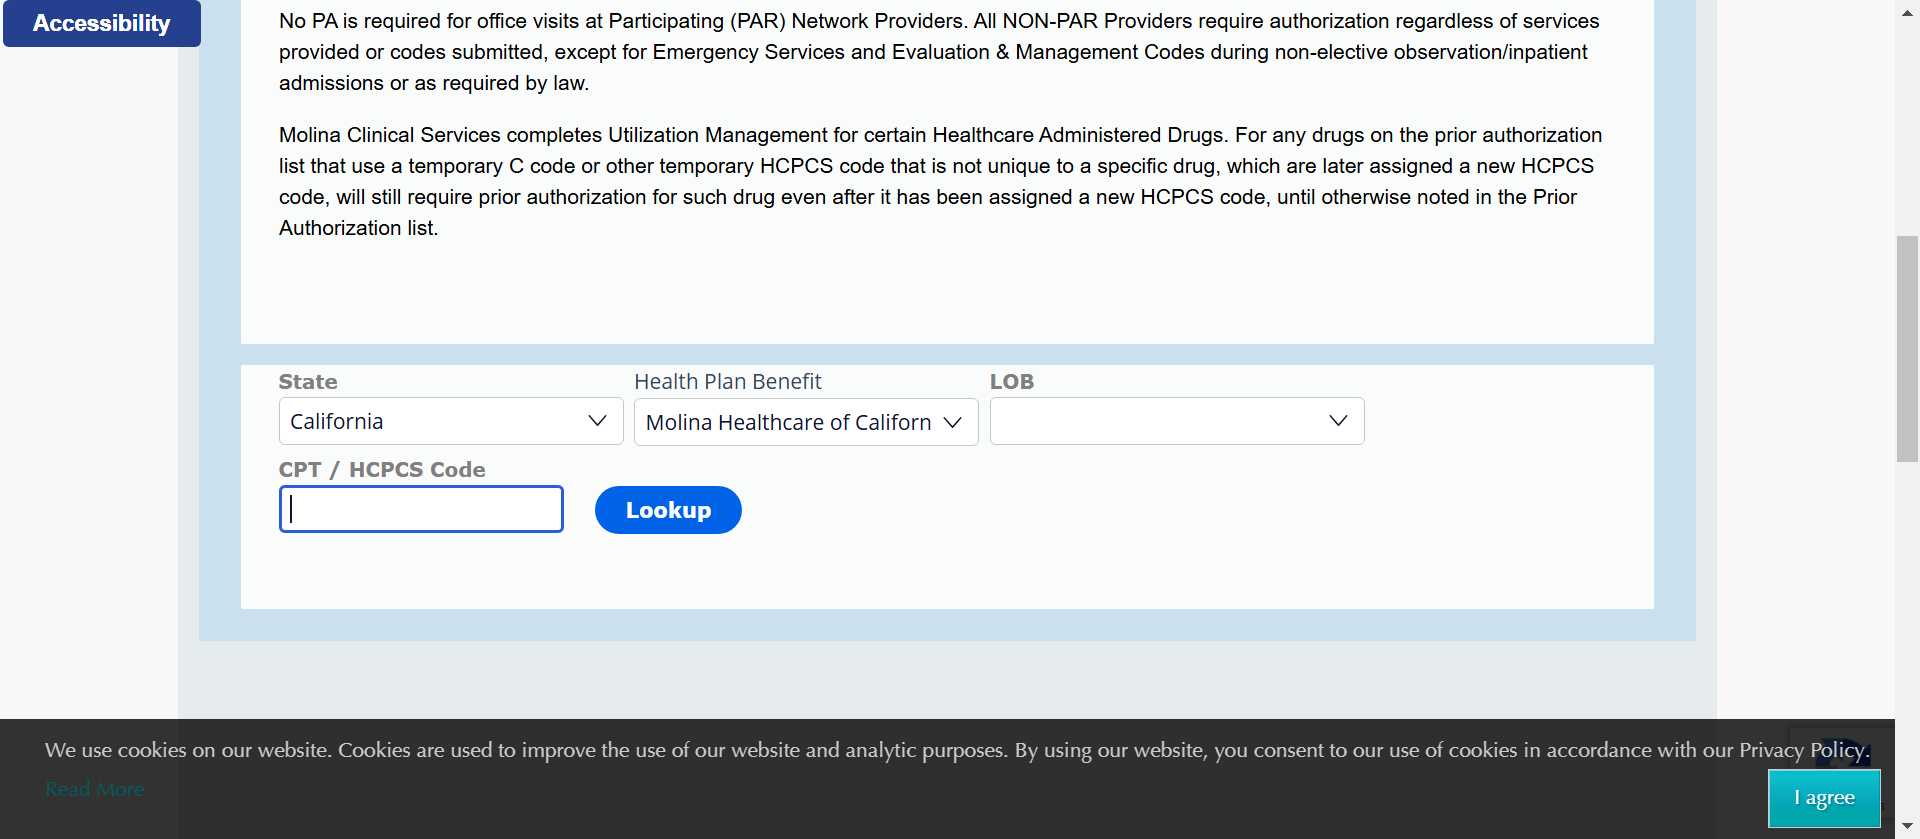 Accessibility
No PA is required for office visits at Participating (PAR) Network Providers. All NON-PAR Providers require authorization regardless of services
provided or codes submitted, except for Emergency Services and Evaluation & Management Codes during non-elective observation/inpatient
admissions or as required by law.
Molina Clinical Services completes Utilization Management for certain Healthcare Administered Drugs. For any drugs on the prior authorization
list that use a temporary C code or other temporary HCPCS code that is not unique to a specific drug, which are later assigned a new HCPCS
code, will still require prior authorization for such drug even after it has been assigned a new HCPCS code, until otherwise noted in the Prior
Authorization list.
State
Health Plan Benefit
LOB
California
Molina Healthcare of Californ
CPT / HCPCS Code
Lookup
We use cookies on our website. Cookies are used to improve the use of our website and analytic purposes. By using our website, you consent to our use of cookies in accordance with our Privacy Policy.
Read More
I agree